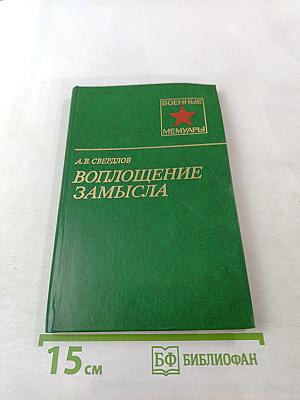 ВОЕННЫЕ
МЕМУАРЫ
А.В.СВЕРДЛОВ
ВОПЛОЩЕНИЕ
ЗАМЫСЛА
15 см
БФ БИБЛИОФАН